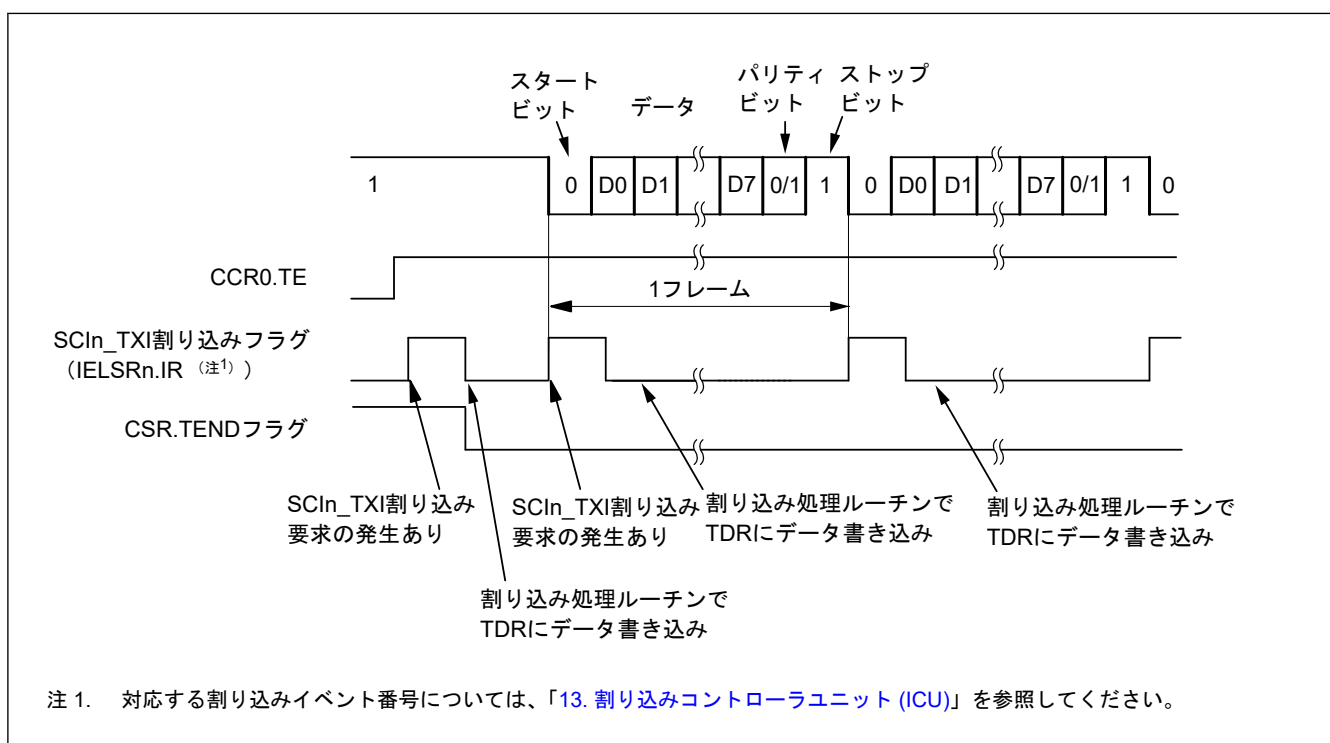 スタート
ビット
データ
パリティ
ビット
ストップ
ビット
1 0 D0 D1 D7 0/1 1 0 D0 D1 D7 0/1 1 0
CCR0.TE
1フレーム
SCIn_TXI割り込みフラグ
（IELSRn.IR （注1））
CSR.TENDフラグ
SCIn_TXI割り込み
要求の発生あり
SCIn_TXI割り込み
要求の発生あり
割り込み処理ルーチンで
TDRにデータ書き込み
割り込み処理ルーチンで
TDRにデータ書き込み
割り込み処理ルーチンで
TDRにデータ書き込み
注 1. 対応する割り込みイベント番号については、「13. 割り込みコントローラユニット (ICU)」を参照してください。